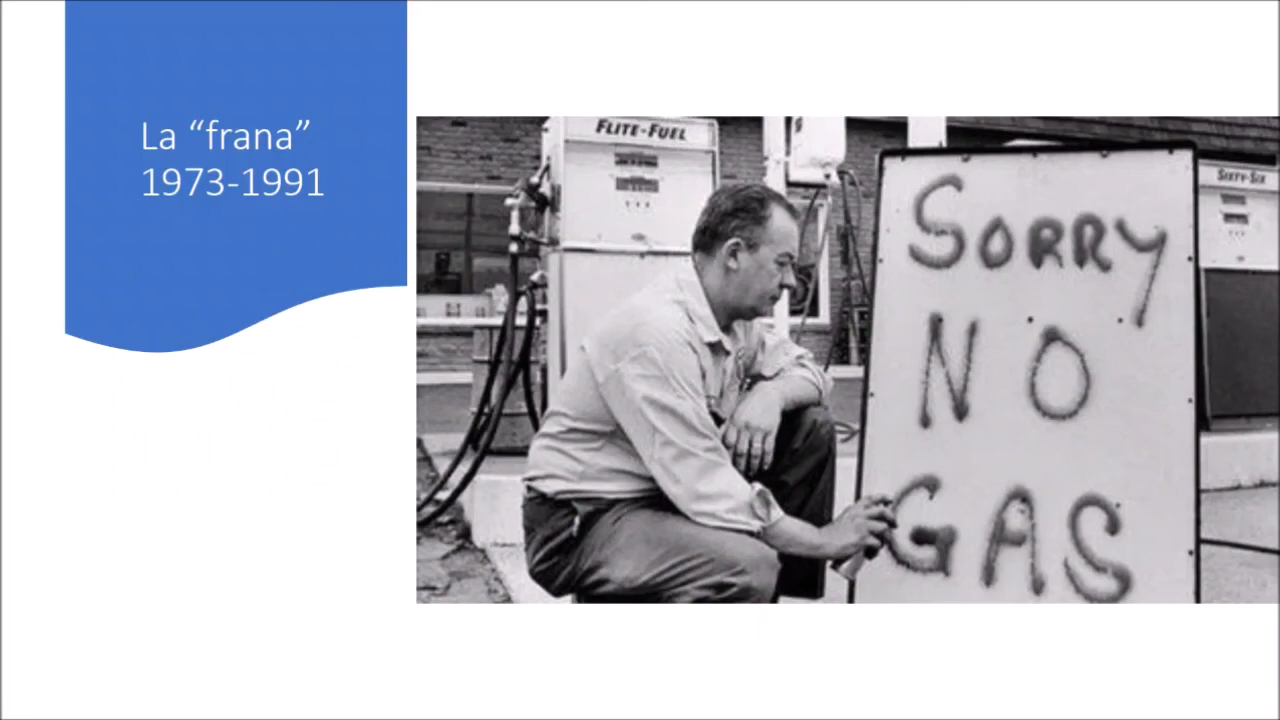 La “frana”
1973-1991
FLITE-FUEL
SIXTY-SIX
SORRY
NO
GAS